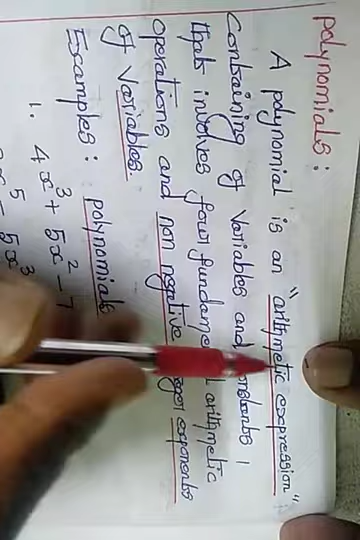 polynomials:
A polynomial is an "arithmetic expression"
Containing of variables and
that involves four arithmetic
operations and non negative exponents
of variables.
Examples: polynomials
1. 4x³ + 5x² - 7
5x³